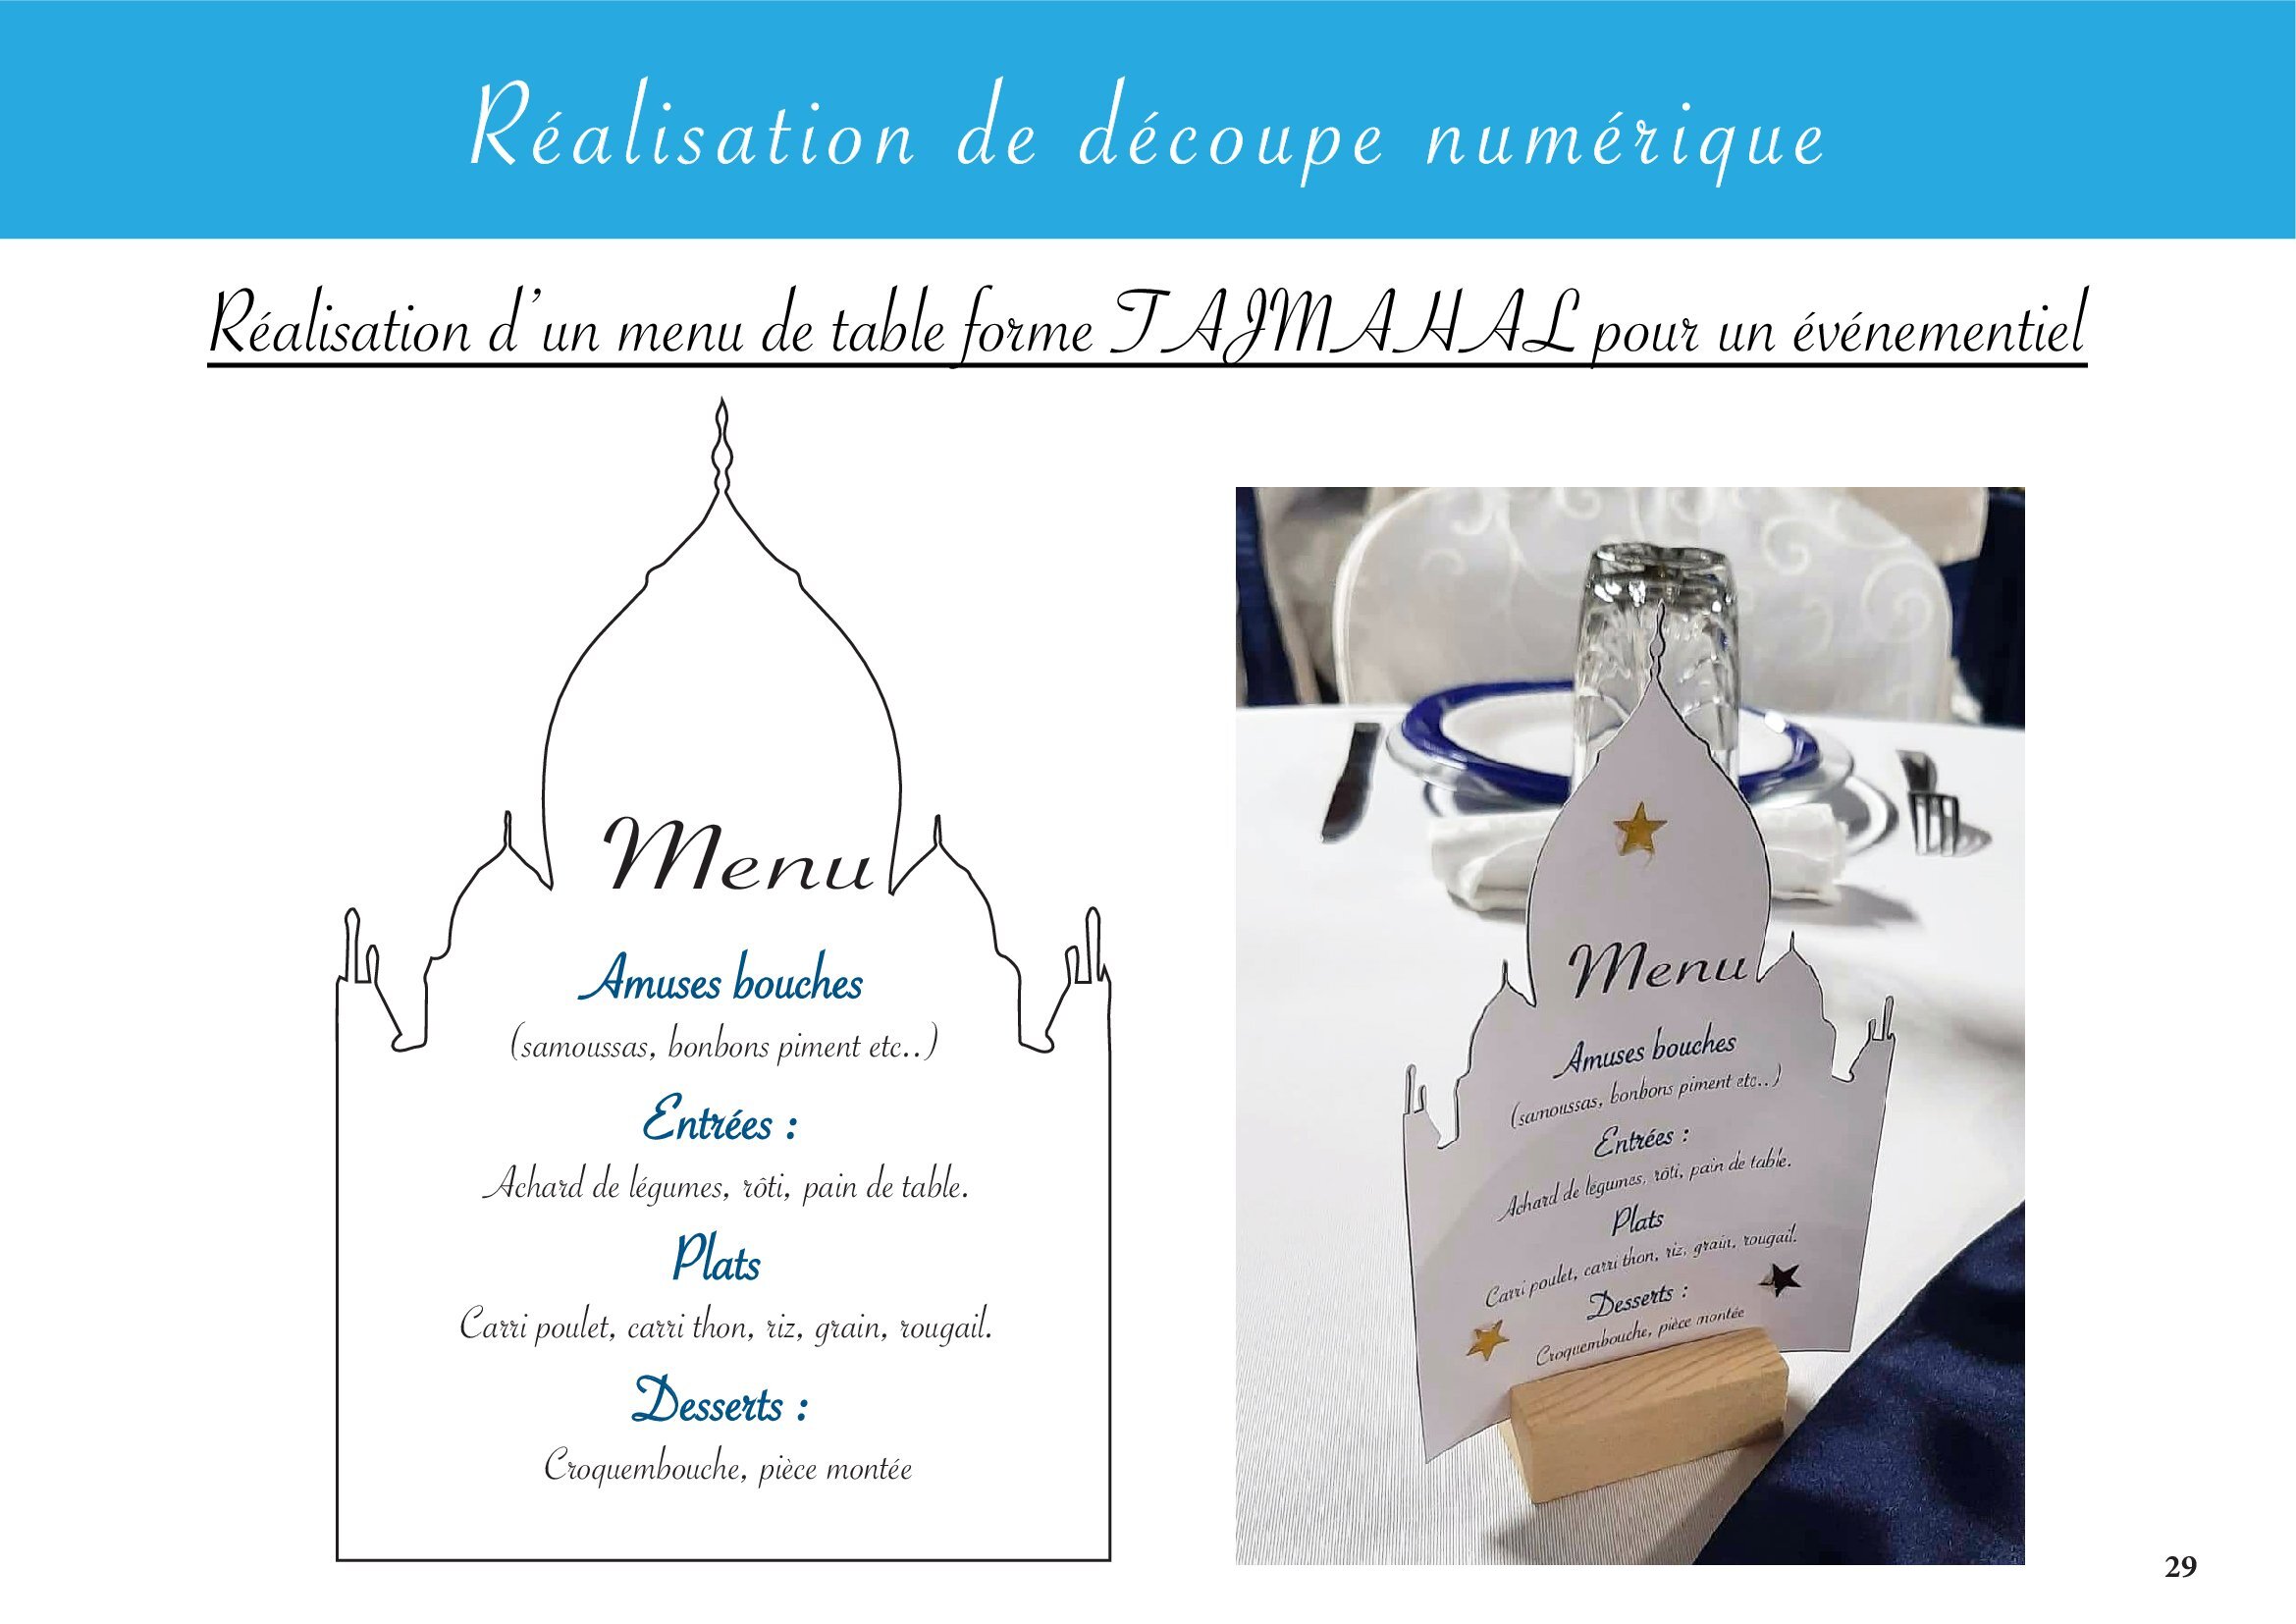 Réalisation de découpe numérique
Réalisation d'un menu de table forme TAJMAHAL pour un événementiel
Menu
Amuses bouches
(samoussas, bonbons piment etc..)
Entrées :
Achard de légumes, rôti, pain de table.
Plats
Carri poulet, carri thon, riz, grain, rougail.
Desserts :
Croquembouche, pièce montée
Menu
Amuses bouches
(samoussas, bonbons piment etc..)
Entrées :
Achard de légumes, rôti, pain de table.
Plats
Carri poulet, carri thon, riz, grain, rougail.
Desserts :
Croquembouche, pièce montée
29